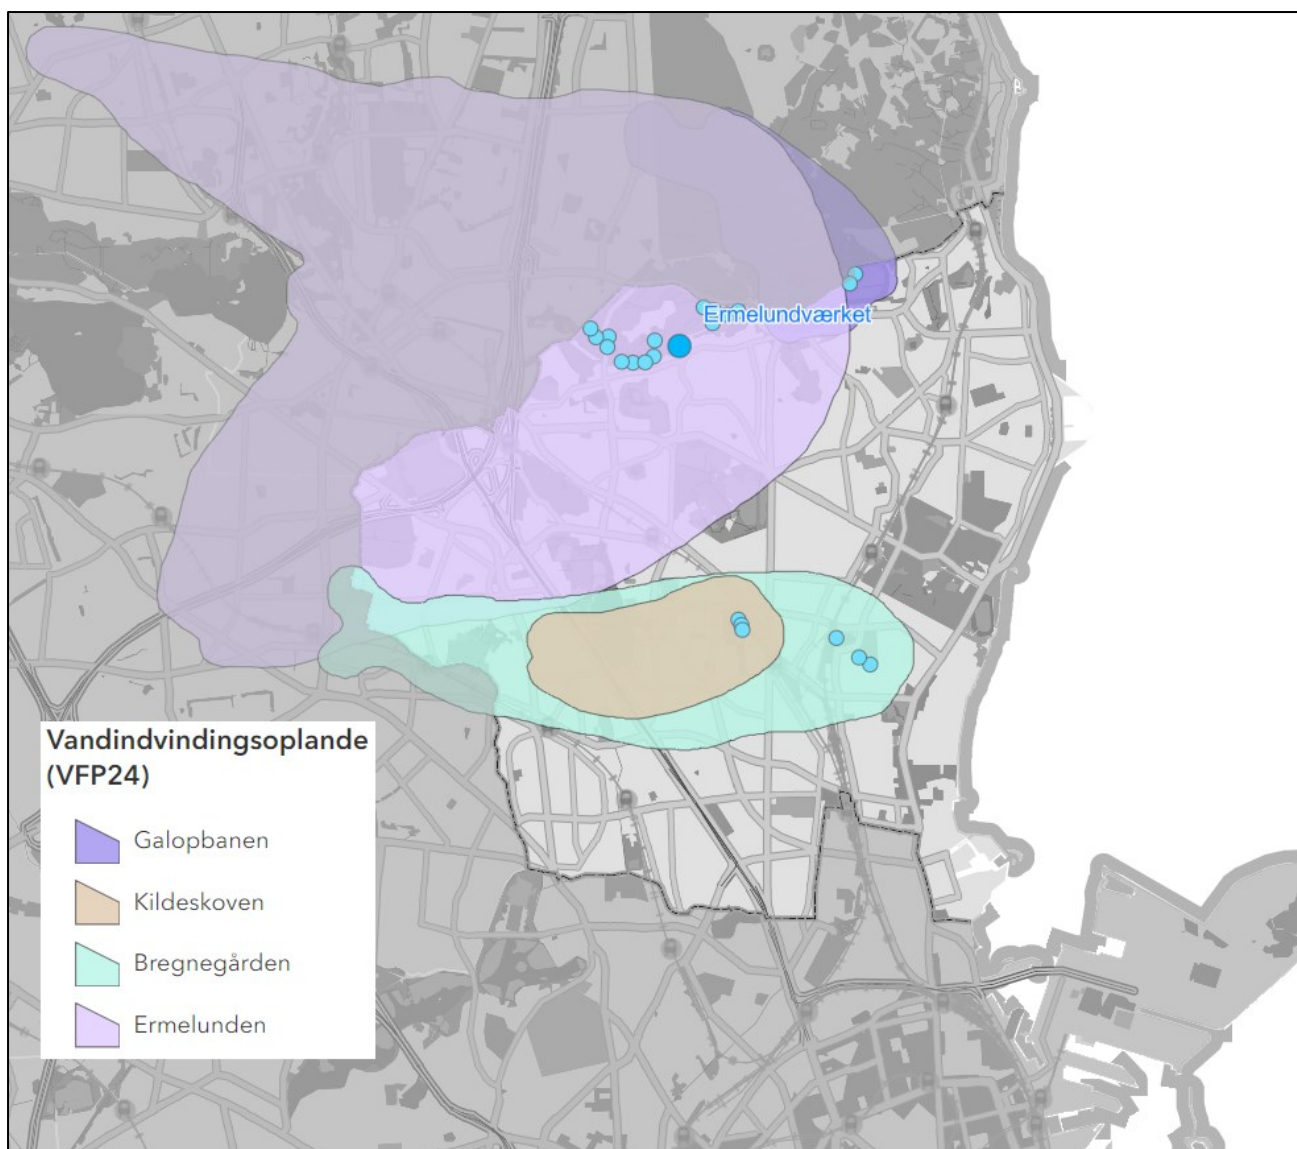 Ermelundværket
Vandindvindingsoplande
(VFP24)
Galopbanen
Kildeskoven
Bregnegården
Ermelunden